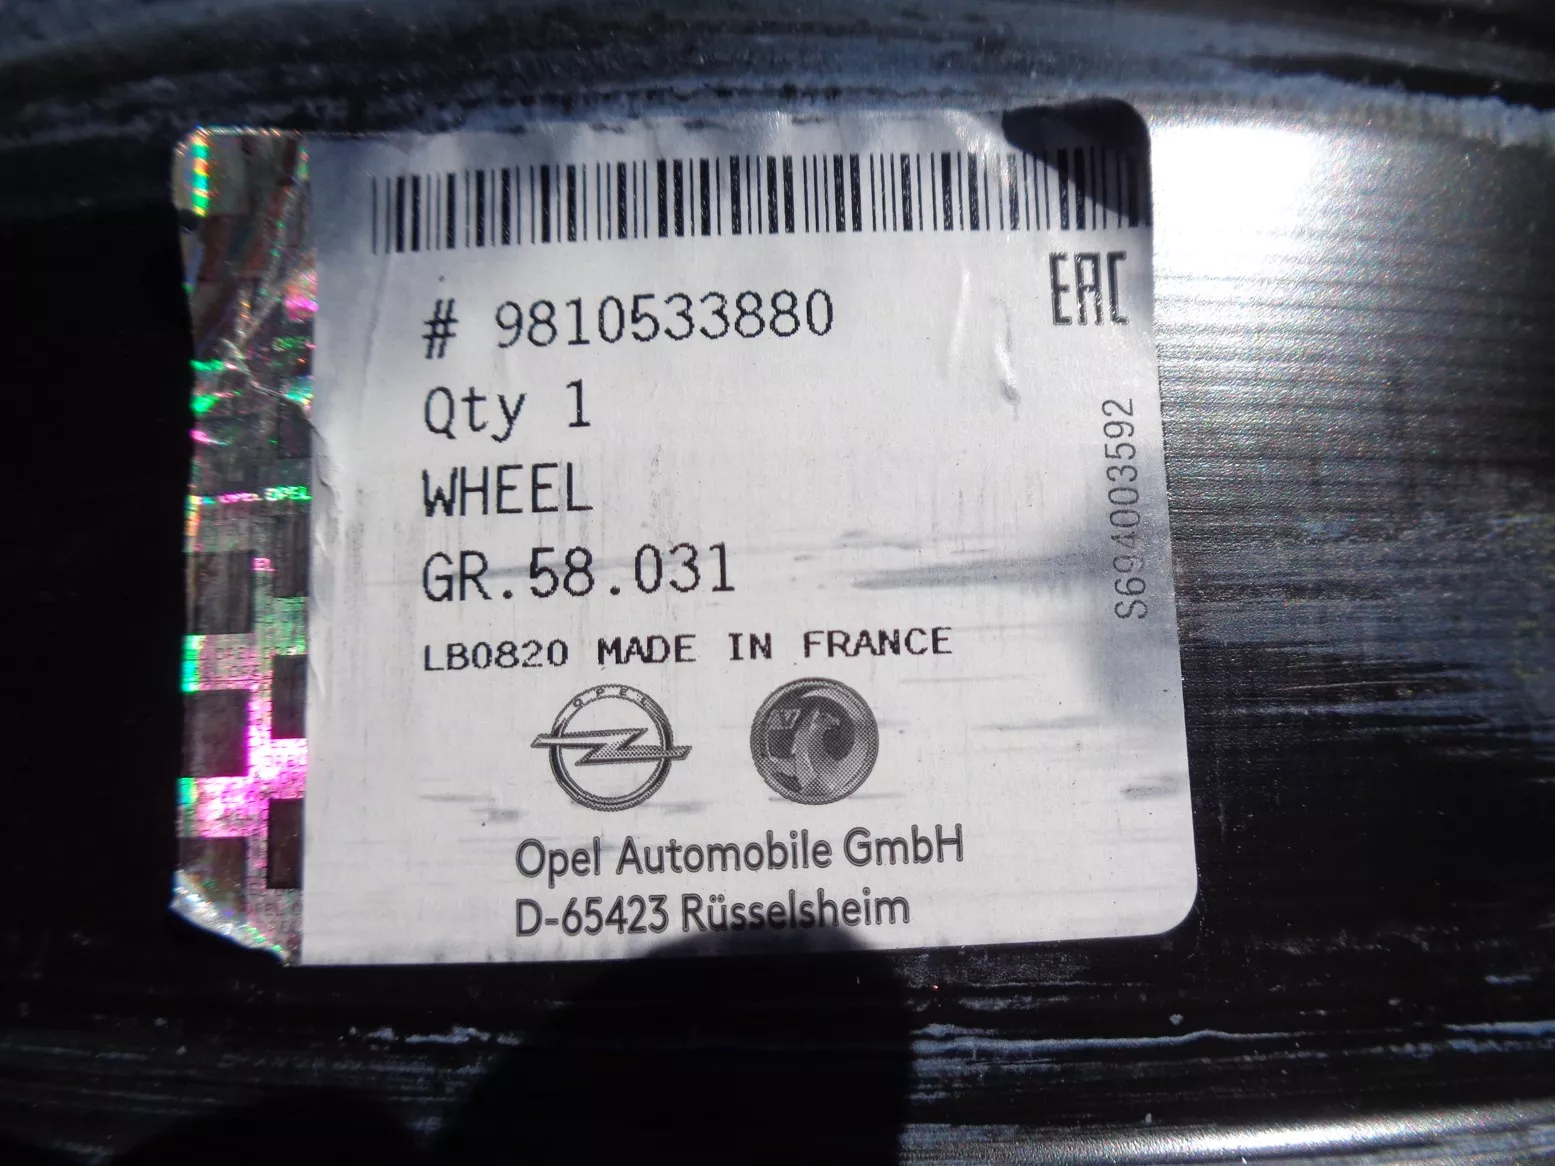 # 9810533880
EAC
Qty 1
WHEEL
GR.58.031
S694003592
LB0820 MADE IN FRANCE
OPEL
Opel Automobile GmbH
D-65423 Rüsselsheim
OPEL